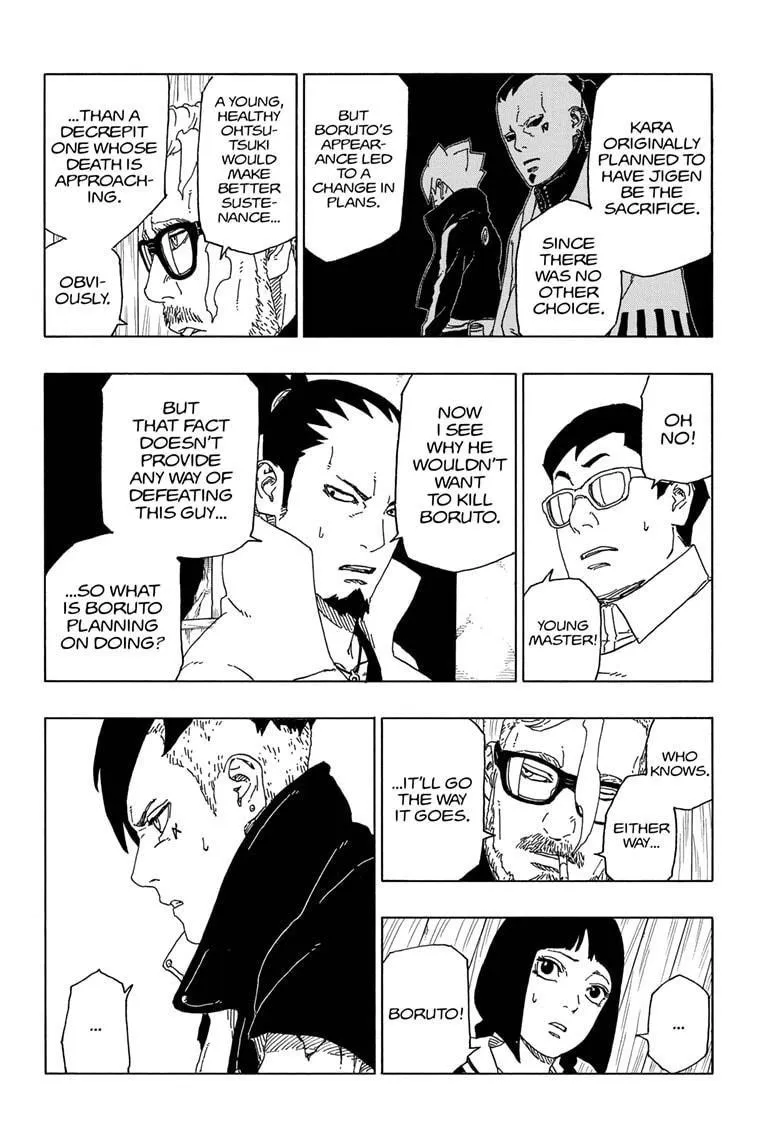 KARA
ORIGINALLY
PLANNED TO
HAVE JIGEN
BE THE
SACRIFICE.
SINCE
THERE
WAS NO
OTHER
CHOICE.
BUT
BORUTO'S
APPEAR-
ANCE LED
TO A
CHANGE IN
PLANS.
A YOUNG,
HEALTHY
OHTSU-
TSUKI
WOULD
MAKE
BETTER
SUSTE-
NANCE...
...THAN A
DECREPIT
ONE WHOSE
DEATH IS
APPROACH-
ING.
OBVI-
OUSLY.
OH
NO!
YOUNG
MASTER!
NOW
I SEE
WHY HE
WOULDN'T
WANT
TO KILL
BORUTO.
BUT
THAT FACT
DOESN'T
PROVIDE
ANY WAY OF
DEFEATING
THIS GUY...
...SO WHAT
IS BORUTO
PLANNING
ON DOING?
WHO
KNOWS.
EITHER
WAY...
...IT'LL GO
THE WAY
IT GOES.
...
BORUTO!
...